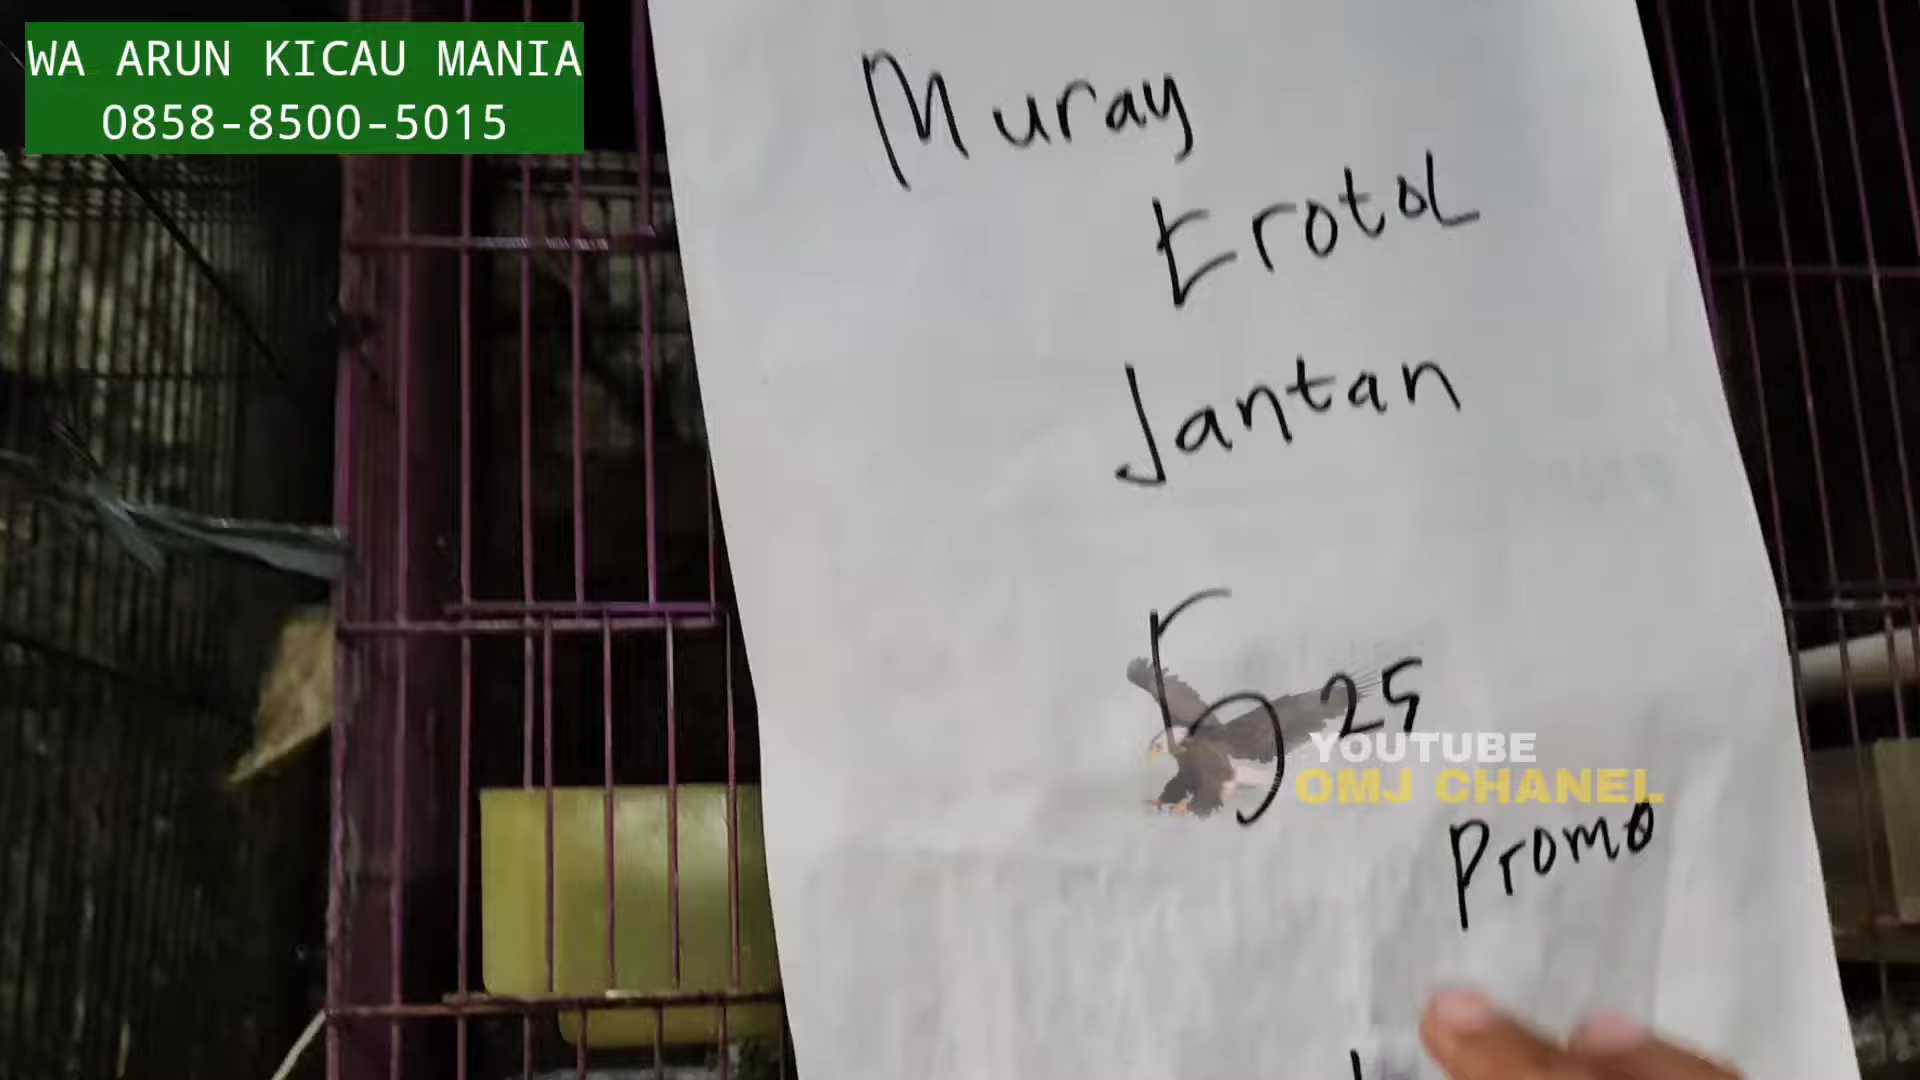 WA ARUN KICAU MANIA
0858-8500-5015
Muray
Erotol
Jantan
525
YOUTUBE
OMJ CHANEL
Promo